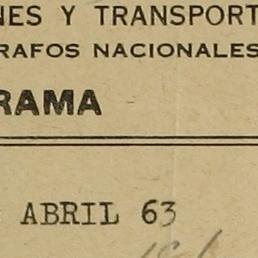 NES Y TRANSPORT
RAFOS NACIONALES
RAMA
ABRIL 63